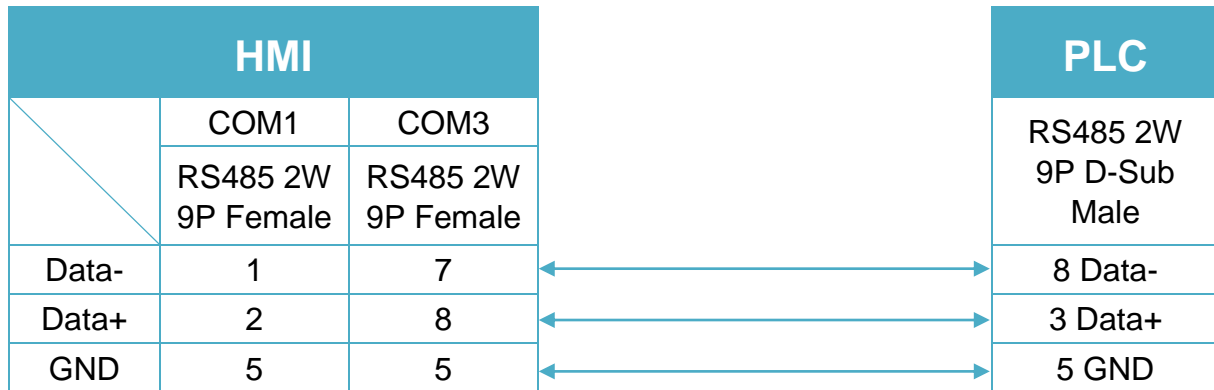 HMI
PLC
COM1 COM3
RS485 2W
9P Female
RS485 2W
9P Female
RS485 2W
9P D-Sub
Male
Data- 1 7 8 Data-
Data+ 2 8 3 Data+
GND 5 5 5 GND